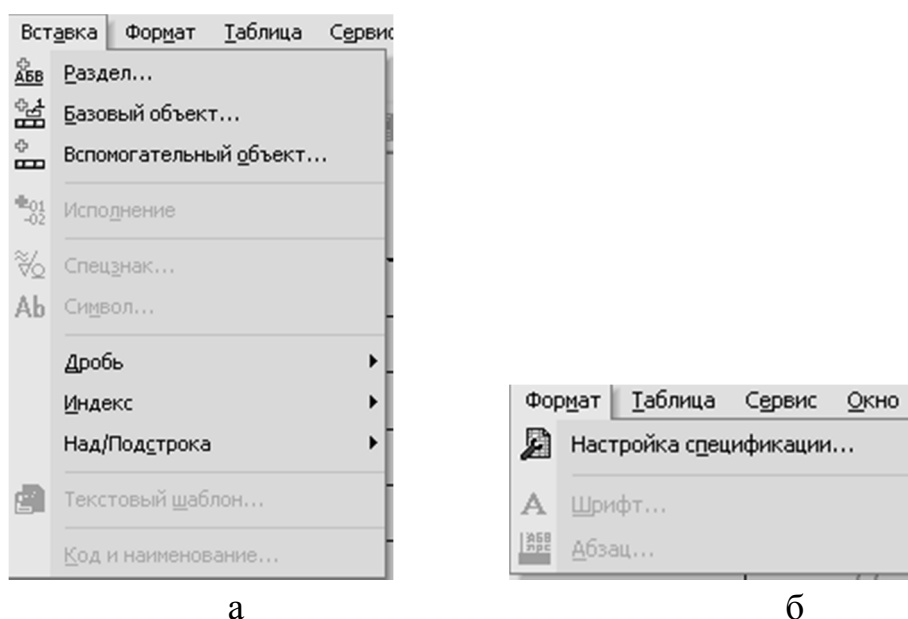 Вставка Формат Таблица Сервис
Раздел...
Базовый объект...
Вспомогательный объект...
Исполнение
Спецзнак...
Символ...
Дробь
Индекс
Над/Подстрока
Текстовый шаблон...
Код и наименование...
а
Формат Таблица Сервис Окно
Настройка спецификации...
Шрифт...
Абзац...
б